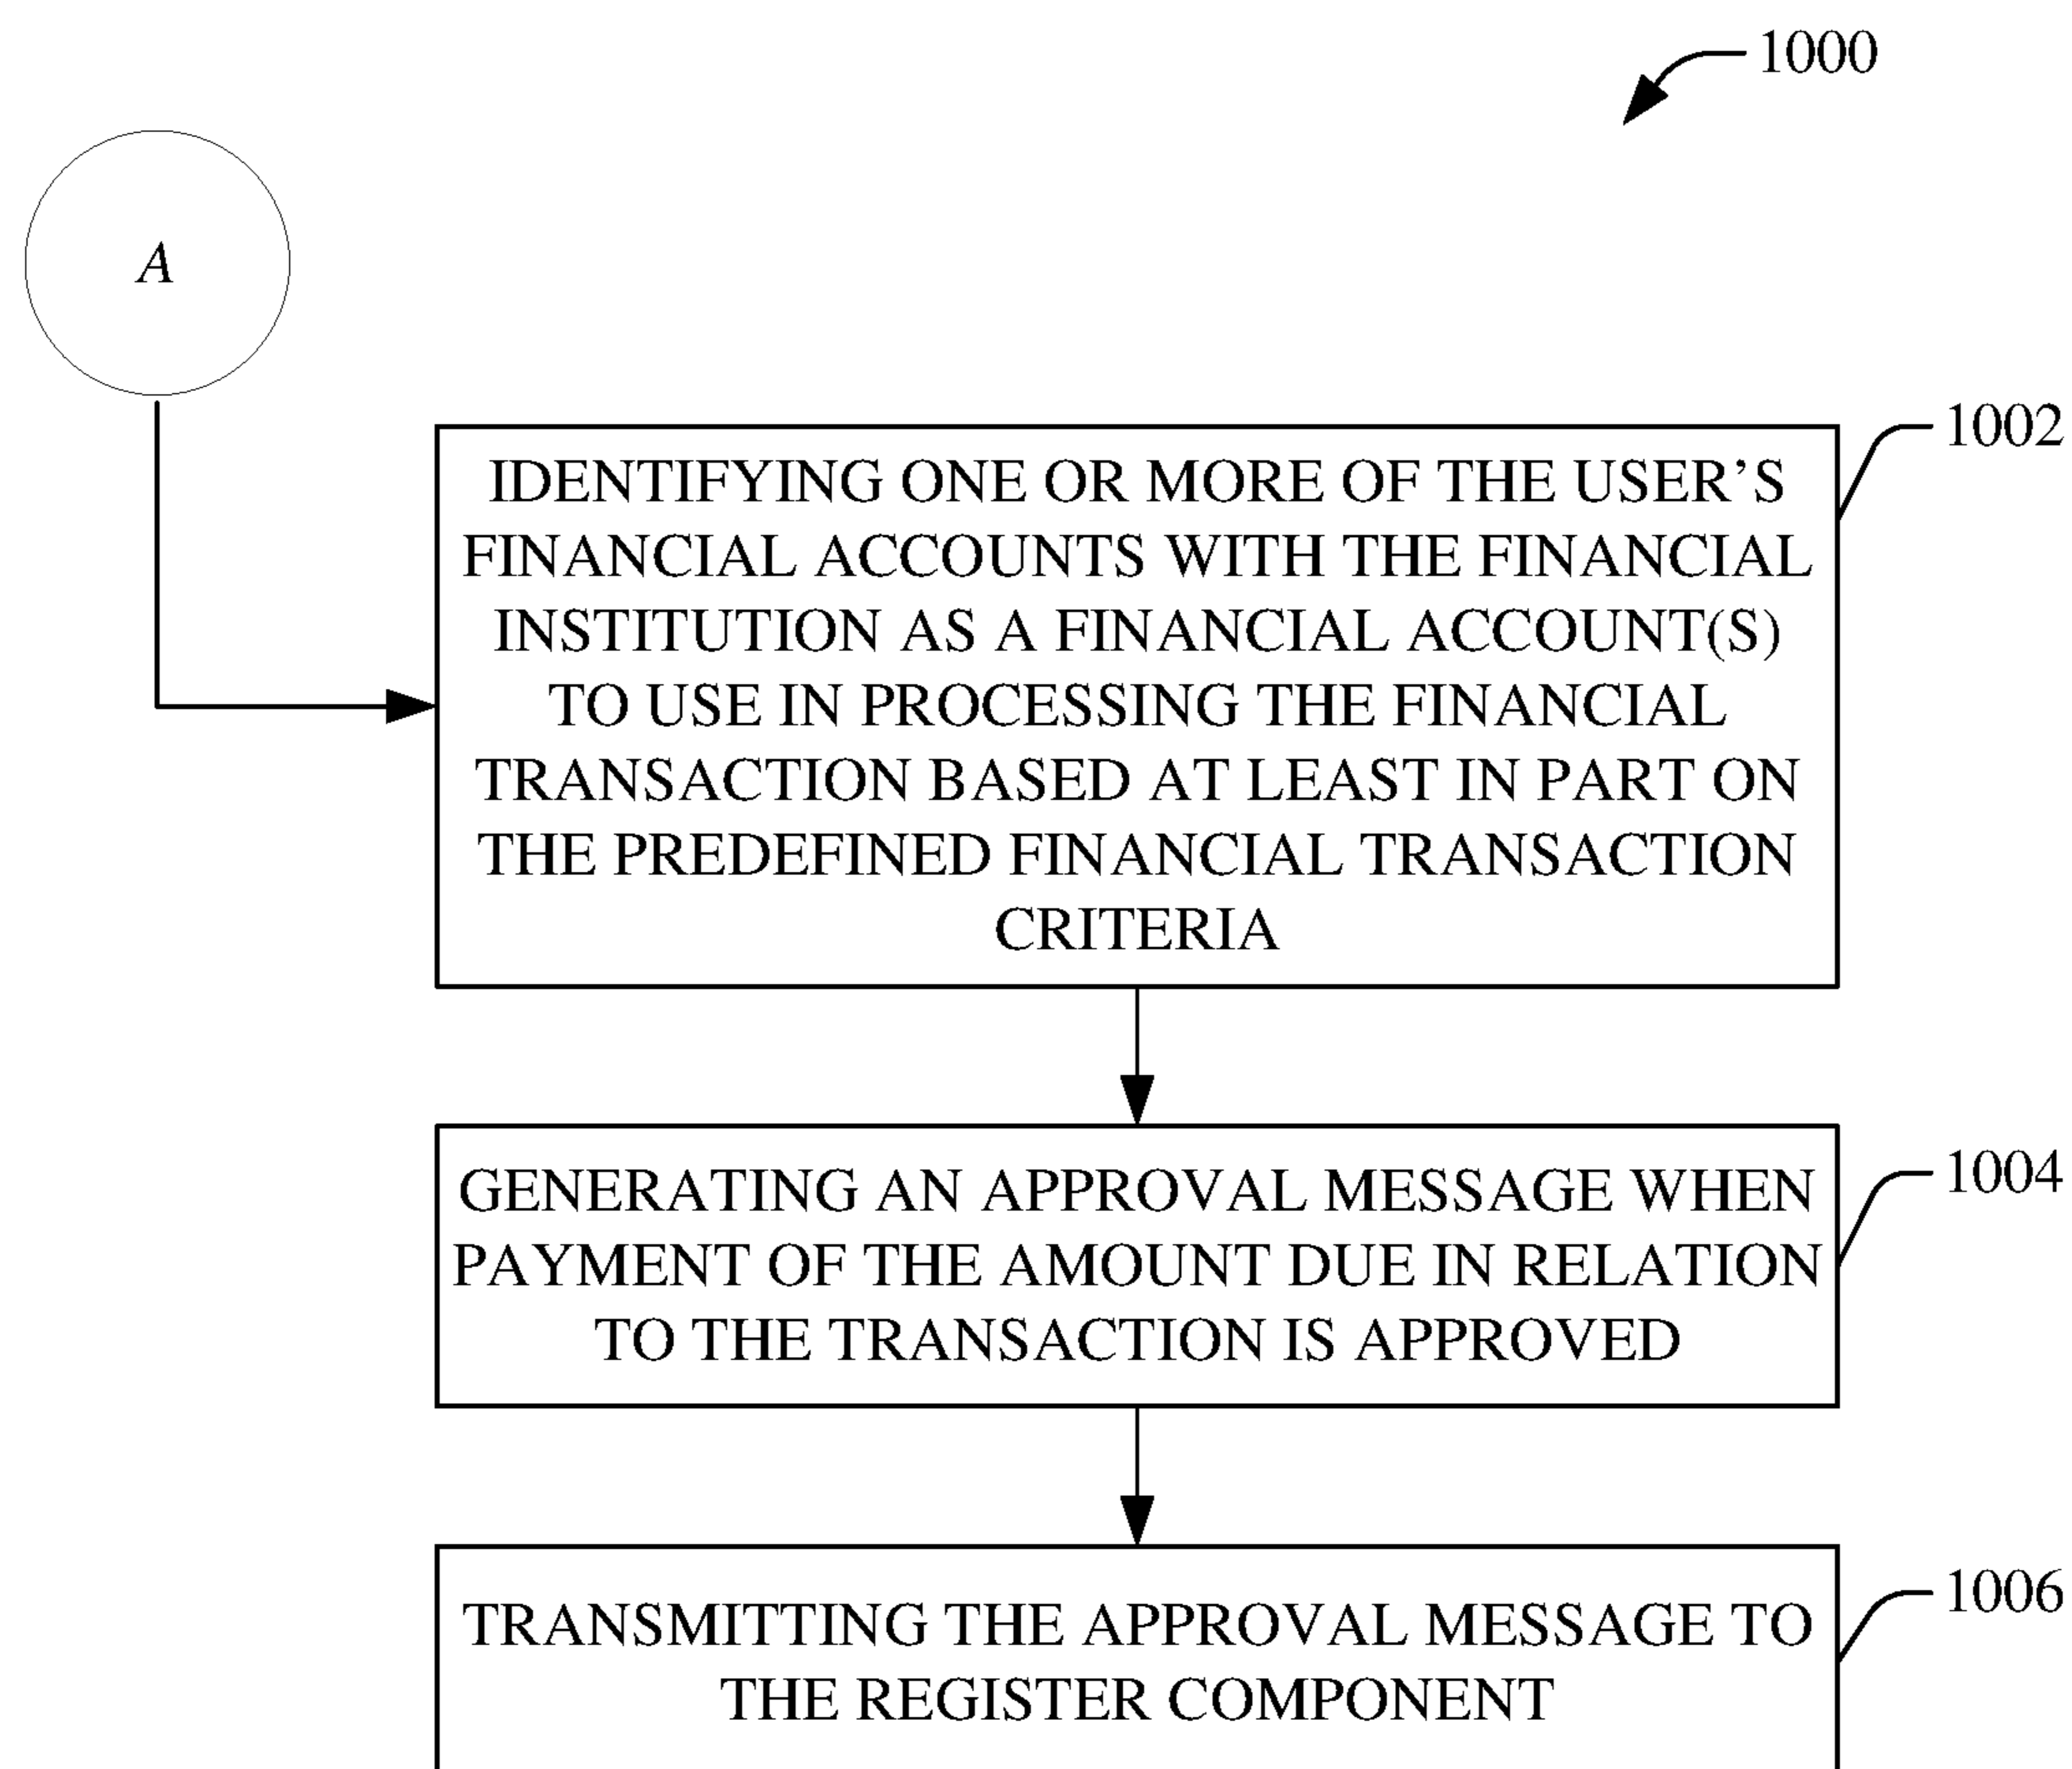 1000
A
1002
IDENTIFYING ONE OR MORE OF THE USER’S
FINANCIAL ACCOUNTS WITH THE FINANCIAL
INSTITUTION AS A FINANCIAL ACCOUNT(S)
TO USE IN PROCESSING THE FINANCIAL
TRANSACTION BASED AT LEAST IN PART ON
THE PREDEFINED FINANCIAL TRANSACTION
CRITERIA
1004
GENERATING AN APPROVAL MESSAGE WHEN
PAYMENT OF THE AMOUNT DUE IN RELATION
TO THE TRANSACTION IS APPROVED
1006
TRANSMITTING THE APPROVAL MESSAGE TO
THE REGISTER COMPONENT